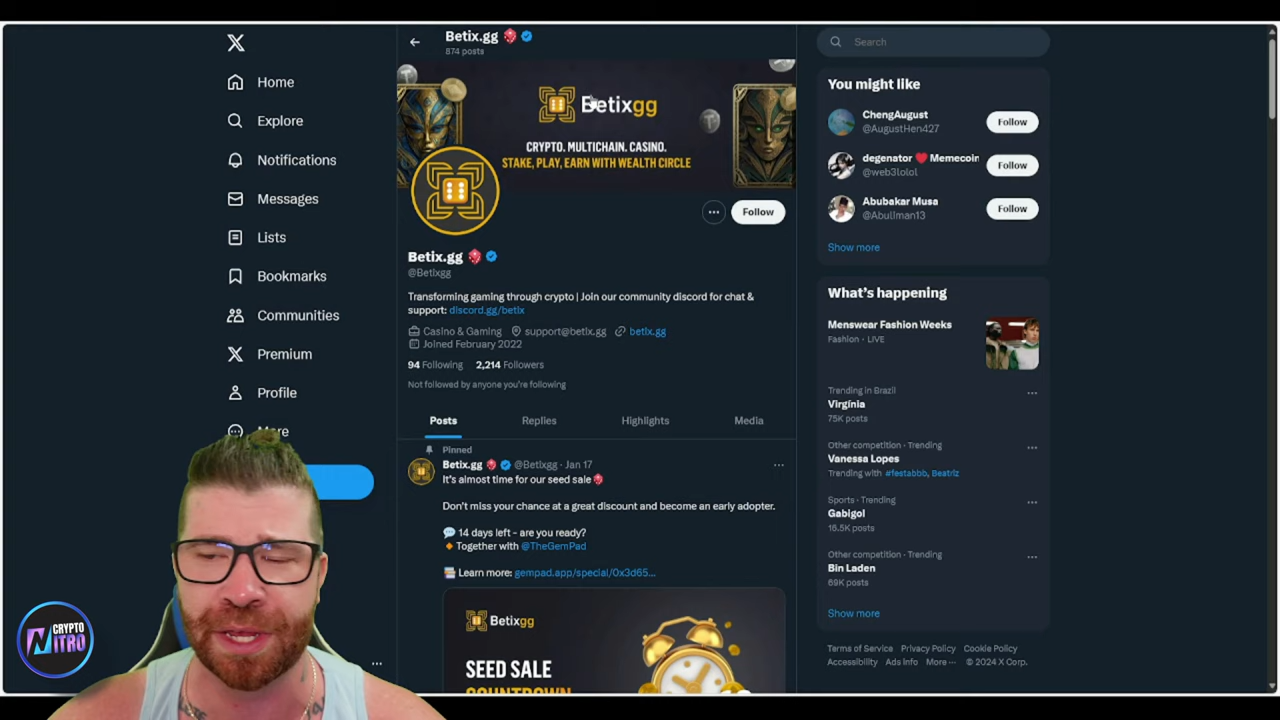 Home
Explore
Notifications
Messages
Lists
Bookmarks
Communities
Premium
Profile
More
Betix.gg
874 posts
Betixgg
CRYPTO. MULTICHAIN. CASINO.
STAKE, PLAY, EARN WITH WEALTH CIRCLE
Follow
Betix.gg
@Betixgg
Transforming gaming through crypto | Join our community discord for chat &
support: discord.gg/betix
Casino & Gaming support@betix.gg betix.gg
Joined February 2022
94 Following 2,214 Followers
Not followed by anyone you're following
Posts Replies Highlights Media
Pinned
Betix.gg @Betixgg · Jan 17
It's almost time for our seed sale
Don't miss your chance at a great discount and become an early adopter.
14 days left - are you ready?
Together with @TheGemPad
Learn more: gempad.app/special/0x3d65...
Betixgg
SEED SALE
COUNTDOWN
Search
You might like
ChengAugust
@AugustHen427
Follow
degenator ❤️ Memecoin
@web3lolol
Follow
Abubakar Musa
@Abullman13
Follow
Show more
What's happening
Menswear Fashion Weeks
Fashion · LIVE
Trending in Brazil
Virgínia
75K posts
Other competition · Trending
Vanessa Lopes
Trending with #festabbb, Beatriz
Sports · Trending
Gabigol
16.5K posts
Other competition · Trending
Bin Laden
69K posts
Show more
Terms of Service Privacy Policy Cookie Policy
Accessibility Ads info More ··· © 2024 X Corp.
CRYPTO
NITRO